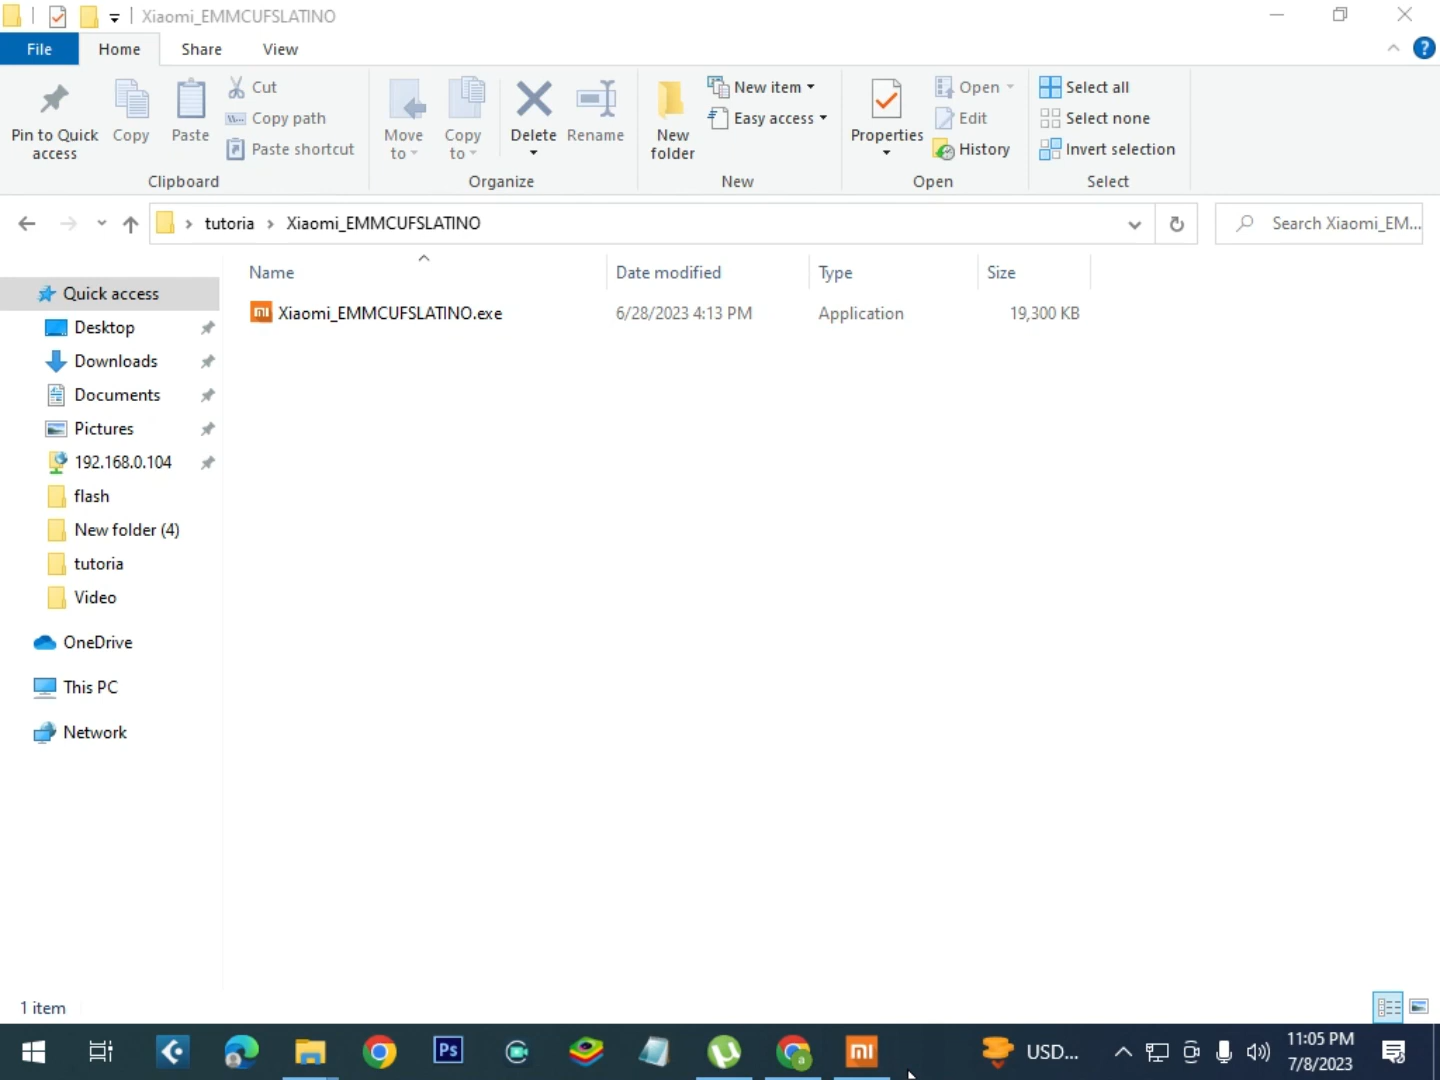 Xiaomi_EMMCUFSLATINO
File Home Share View
?
Pin to Quick access
Copy
Paste
Cut
Copy path
Paste shortcut
Clipboard
Move to
Copy to
Delete
Rename
Organize
New folder
New item
Easy access
New
Properties
Open
Edit
History
Open
Select all
Select none
Invert selection
Select
tutoria > Xiaomi_EMMCUFSLATINO
Search Xiaomi_EM...
Name Date modified Type Size
Xiaomi_EMMCUFSLATINO.exe 6/28/2023 4:13 PM Application 19,300 KB
Quick access
Desktop
Downloads
Documents
Pictures
192.168.0.104
flash
New folder (4)
tutoria
Video
OneDrive
This PC
Network
1 item
Ps
a
mi
USD...
11:05 PM
7/8/2023